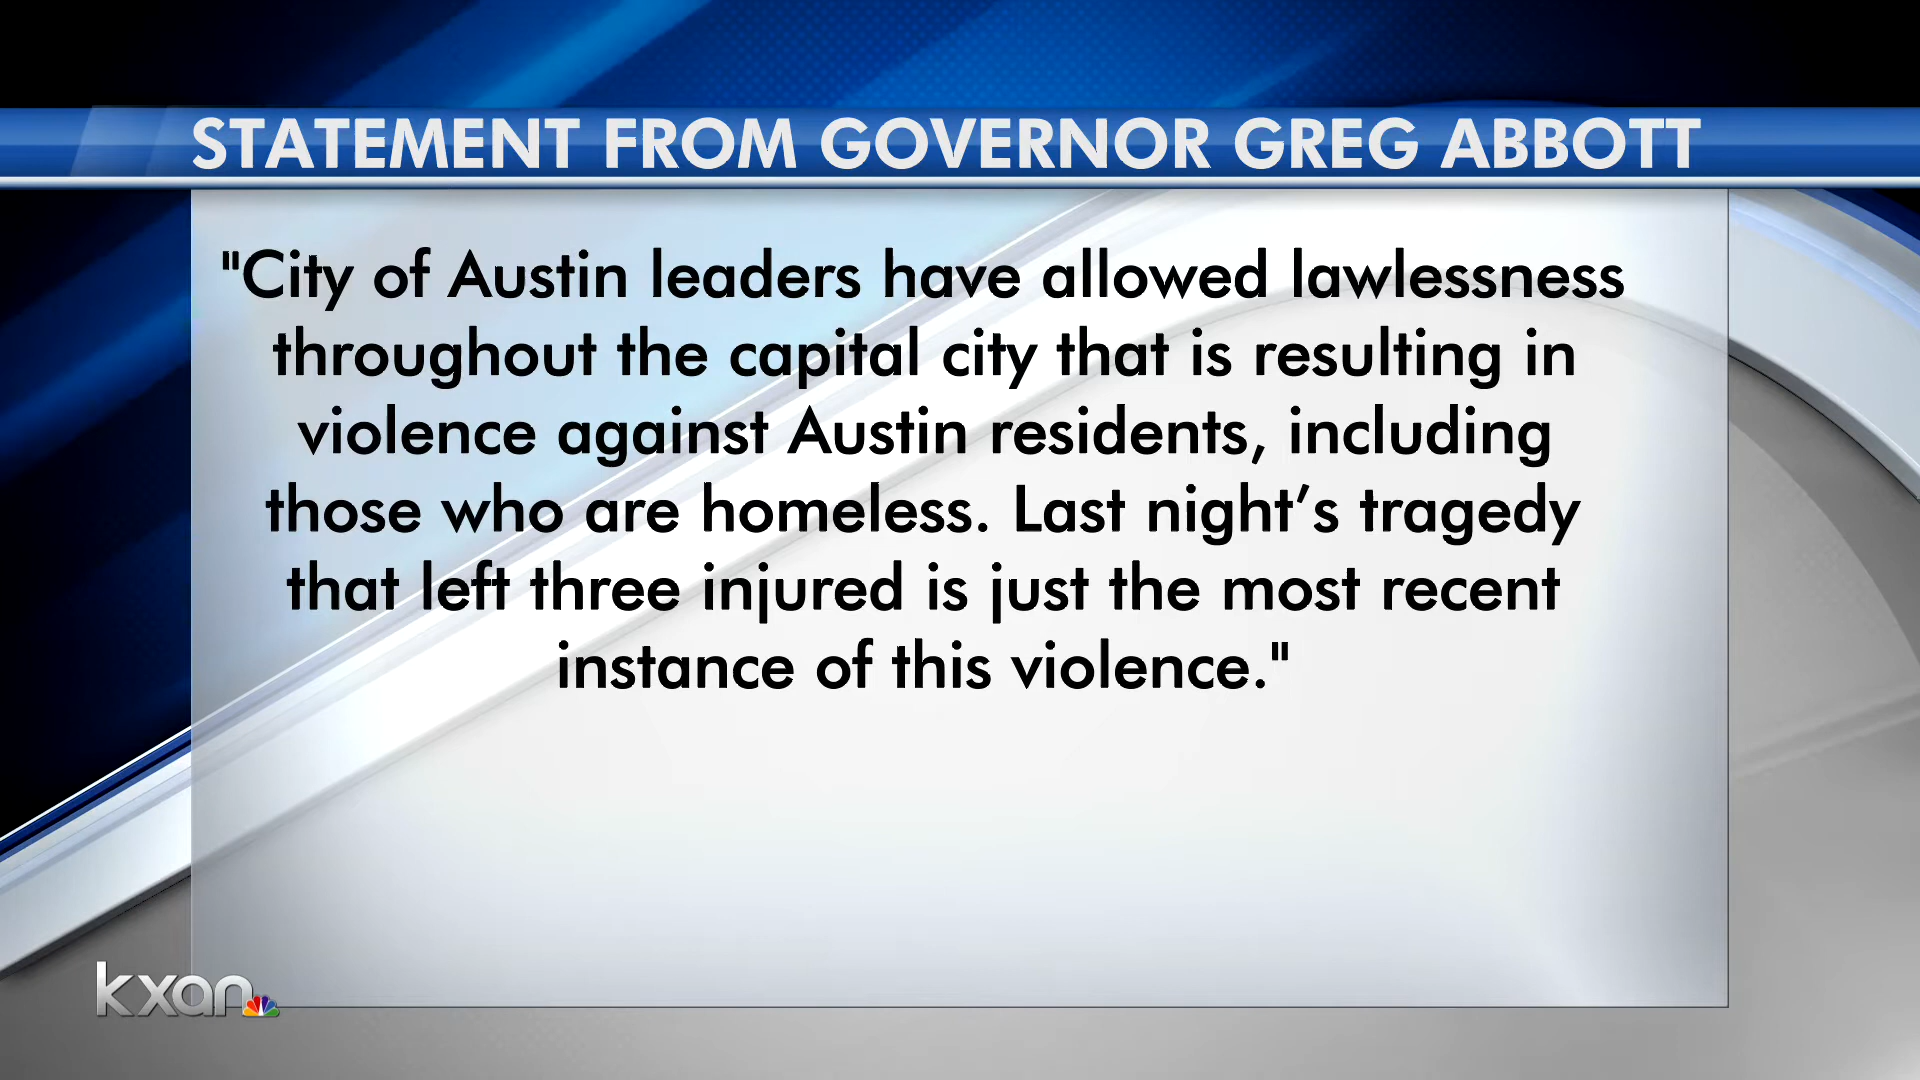 STATEMENT FROM GOVERNOR GREG ABBOTT
"City of Austin leaders have allowed lawlessness
throughout the capital city that is resulting in
violence against Austin residents, including
those who are homeless. Last night’s tragedy
that left three injured is just the most recent
instance of this violence."
kxan